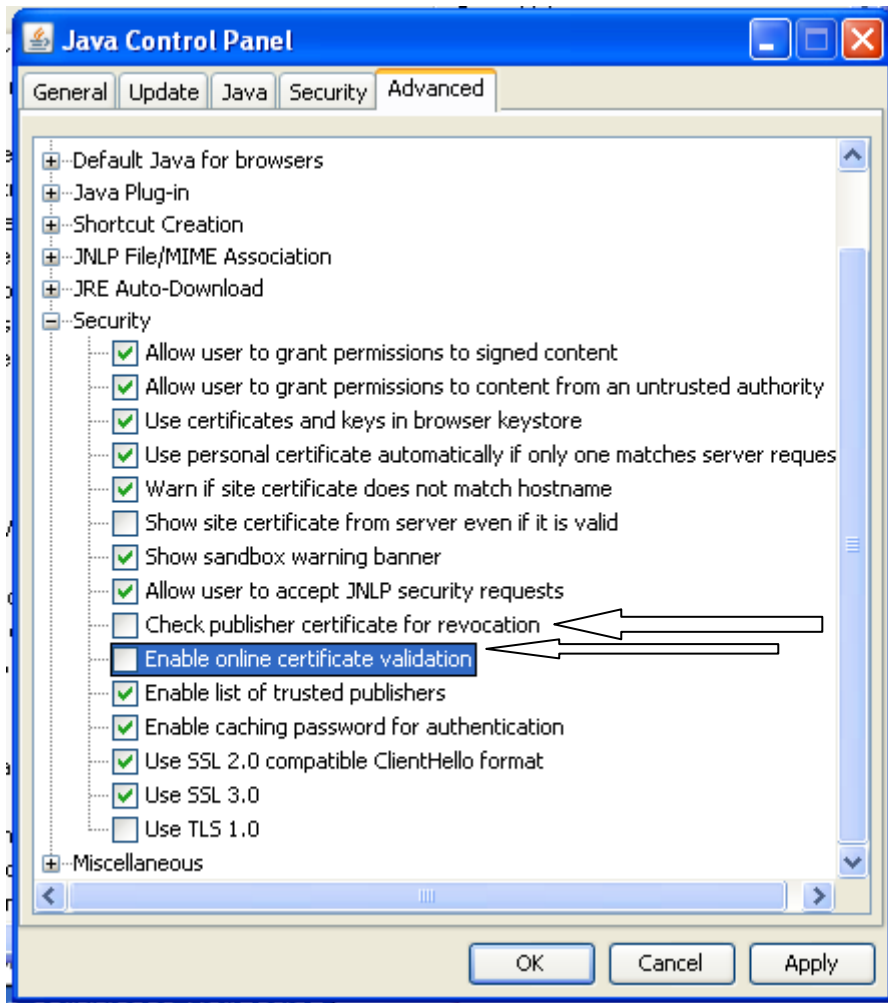 Java Control Panel
General Update Java Security Advanced
Default Java for browsers
Java Plug-in
Shortcut Creation
JNLP File/MIME Association
JRE Auto-Download
Security
Allow user to grant permissions to signed content
Allow user to grant permissions to content from an untrusted authority
Use certificates and keys in browser keystore
Use personal certificate automatically if only one matches server reques
Warn if site certificate does not match hostname
Show site certificate from server even if it is valid
Show sandbox warning banner
Allow user to accept JNLP security requests
Check publisher certificate for revocation
Enable online certificate validation
Enable list of trusted publishers
Enable caching password for authentication
Use SSL 2.0 compatible ClientHello format
Use SSL 3.0
Use TLS 1.0
Miscellaneous
OK Cancel Apply